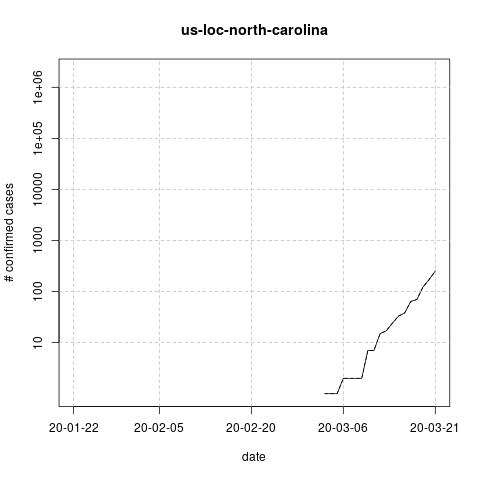 us-loc-north-carolina
# confirmed cases
1e+06
1e+05
10000
1000
100
10
20-01-22
20-02-05
20-02-20
20-03-06
20-03-21
date